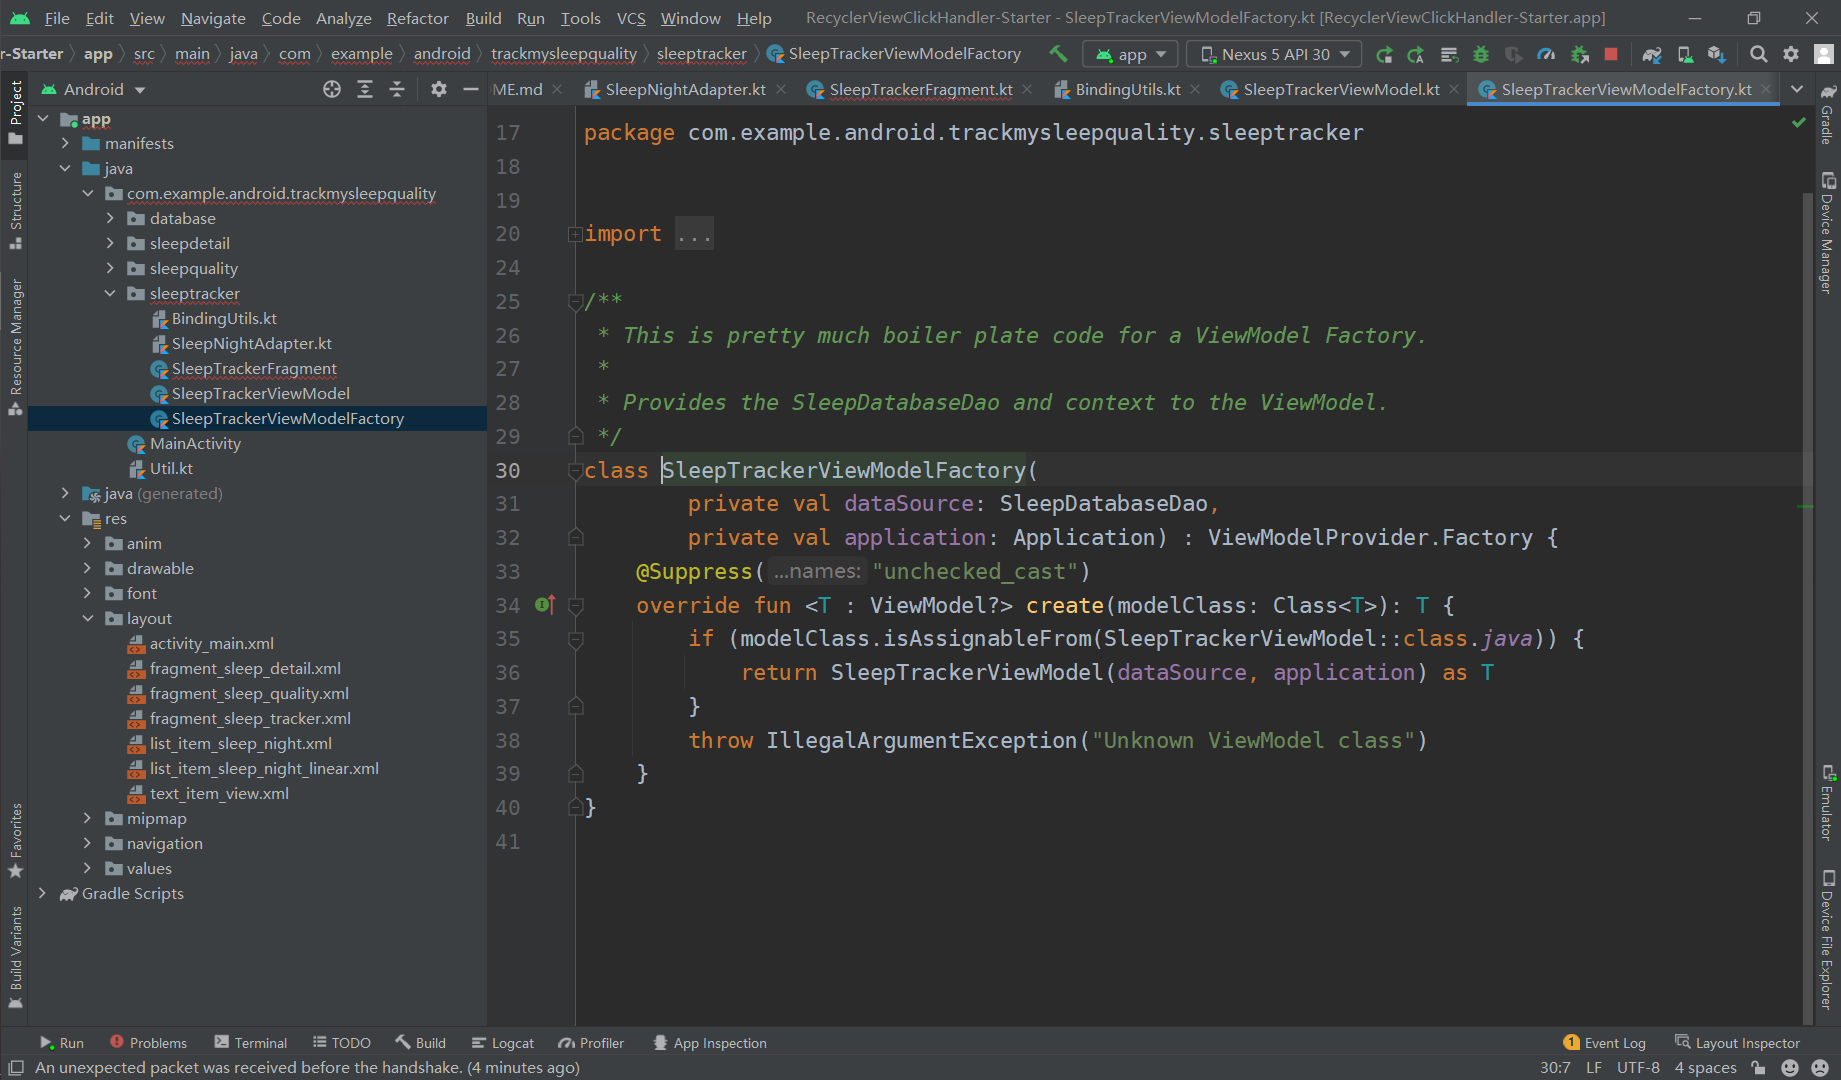 File Edit View Navigate Code Analyze Refactor Build Run Tools VCS Window Help RecyclerViewClickHandler-Starter - SleepTrackerViewModelFactory.kt [RecyclerViewClickHandler-Starter.app]
r-Starter app src main java com example android trackmysleepquality sleeptracker SleepTrackerViewModelFactory app Nexus 5 API 30
Android ME.md SleepNightAdapter.kt SleepTrackerFragment.kt BindingUtils.kt SleepTrackerViewModel.kt SleepTrackerViewModelFactory.kt
Project
Structure
Resource Manager
Favorites
Build Variants
app
manifests
java
com.example.android.trackmysleepquality
database
sleepdetail
sleepquality
sleeptracker
BindingUtils.kt
SleepNightAdapter.kt
SleepTrackerFragment
SleepTrackerViewModel
SleepTrackerViewModelFactory
MainActivity
Util.kt
java (generated)
res
anim
drawable
font
layout
activity_main.xml
fragment_sleep_detail.xml
fragment_sleep_quality.xml
fragment_sleep_tracker.xml
list_item_sleep_night.xml
list_item_sleep_night_linear.xml
text_item_view.xml
mipmap
navigation
values
Gradle Scripts
17 package com.example.android.trackmysleepquality.sleeptracker
18
19
20 import ...
24
25 /**
26 * This is pretty much boiler plate code for a ViewModel Factory.
27 *
28 * Provides the SleepDatabaseDao and context to the ViewModel.
29 */
30 class SleepTrackerViewModelFactory(
31 private val dataSource: SleepDatabaseDao,
32 private val application: Application) : ViewModelProvider.Factory {
33 @Suppress( ...names: "unchecked_cast")
34 override fun <T : ViewModel?> create(modelClass: Class<T>): T {
35 if (modelClass.isAssignableFrom(SleepTrackerViewModel::class.java)) {
36 return SleepTrackerViewModel(dataSource, application) as T
37 }
38 throw IllegalArgumentException("Unknown ViewModel class")
39 }
40 }
41
Gradle
Device Manager
Emulator
Device File Explorer
Run Problems Terminal TODO Build Logcat Profiler App Inspection 1 Event Log Layout Inspector
An unexpected packet was received before the handshake. (4 minutes ago) 30:7 LF UTF-8 4 spaces